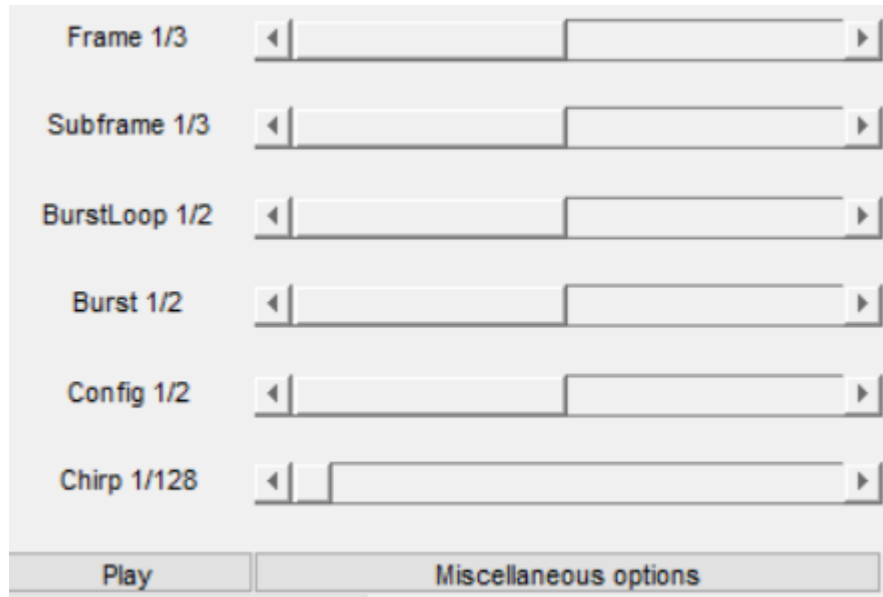 Frame 1/3
Subframe 1/3
BurstLoop 1/2
Burst 1/2
Config 1/2
Chirp 1/128
Play
Miscellaneous options